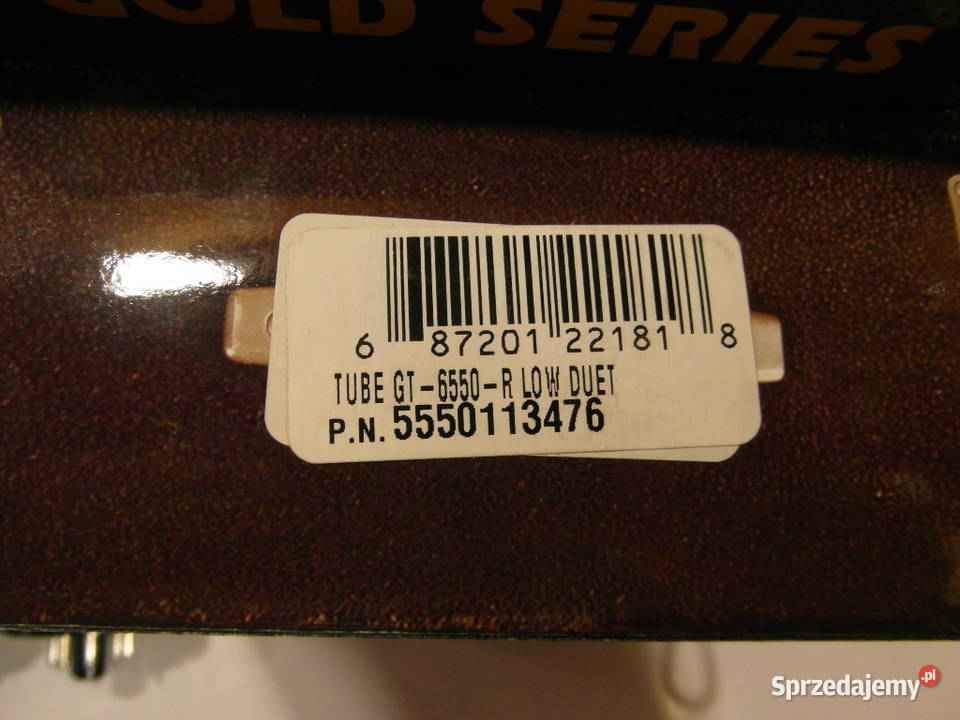 GOLD SERIES
6 87201 22181 8
TUBE GT-6550-R LOW DUET
P.N. 5550113476
Sprzedajemy.pl